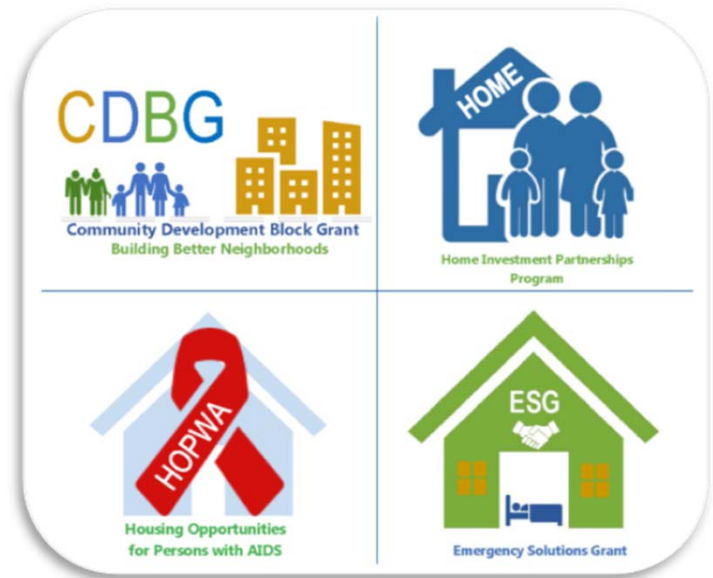 CDBG
Community Development Block Grant
Building Better Neighborhoods
HOME
Home Investment Partnerships
Program
HOPWA
Housing Opportunities
for Persons with AIDS
ESG
Emergency Solutions Grant